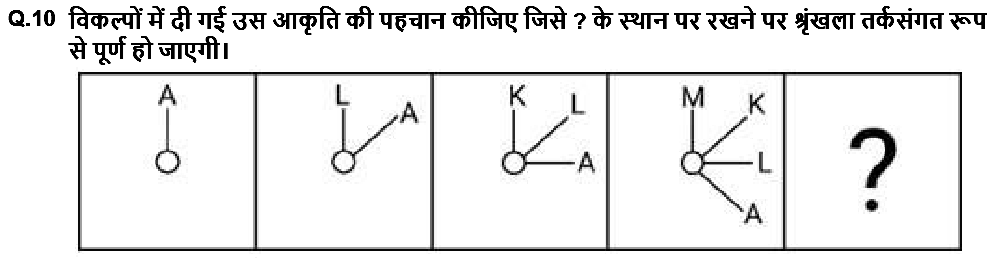 Q.10 विकल्पों में दी गई उस आकृति की पहचान कीजिए जिसे ? के स्थान पर रखने पर श्रृंखला तर्कसंगत रूप
से पूर्ण हो जाएगी।
A L A K L A M K L A ?